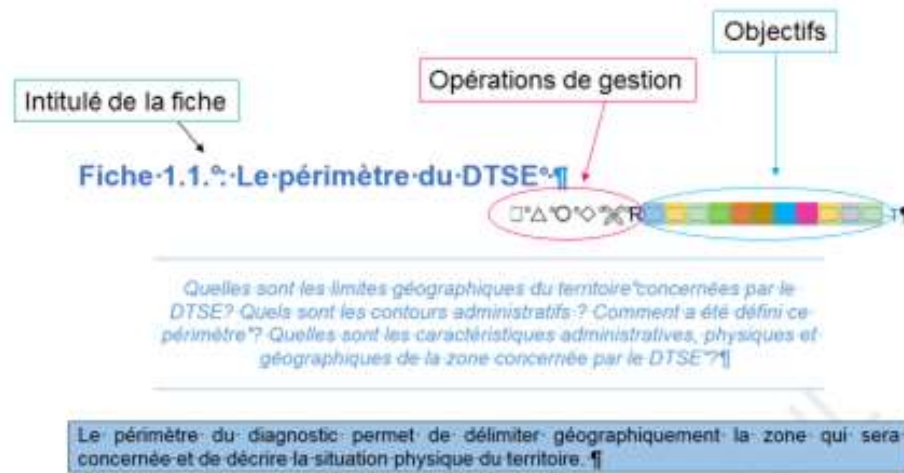 Objectifs
Opérations de gestion
Intitulé de la fiche
Fiche·1.1.°:·Le·périmètre·du·DTSE°¶
□°△°O°◇°※R T¶
Quelles sont les limites géographiques du territoire°concernées par le
DTSE? Quels sont les contours administratifs·? Comment a été défini ce
périmètre°? Quelles sont les caractéristiques administratives, physiques et
géographiques de la zone concernée par le DTSE°?¶
Le périmètre du diagnostic permet de délimiter géographiquement la zone qui sera
concernée et de décrire la situation physique du territoire. ¶